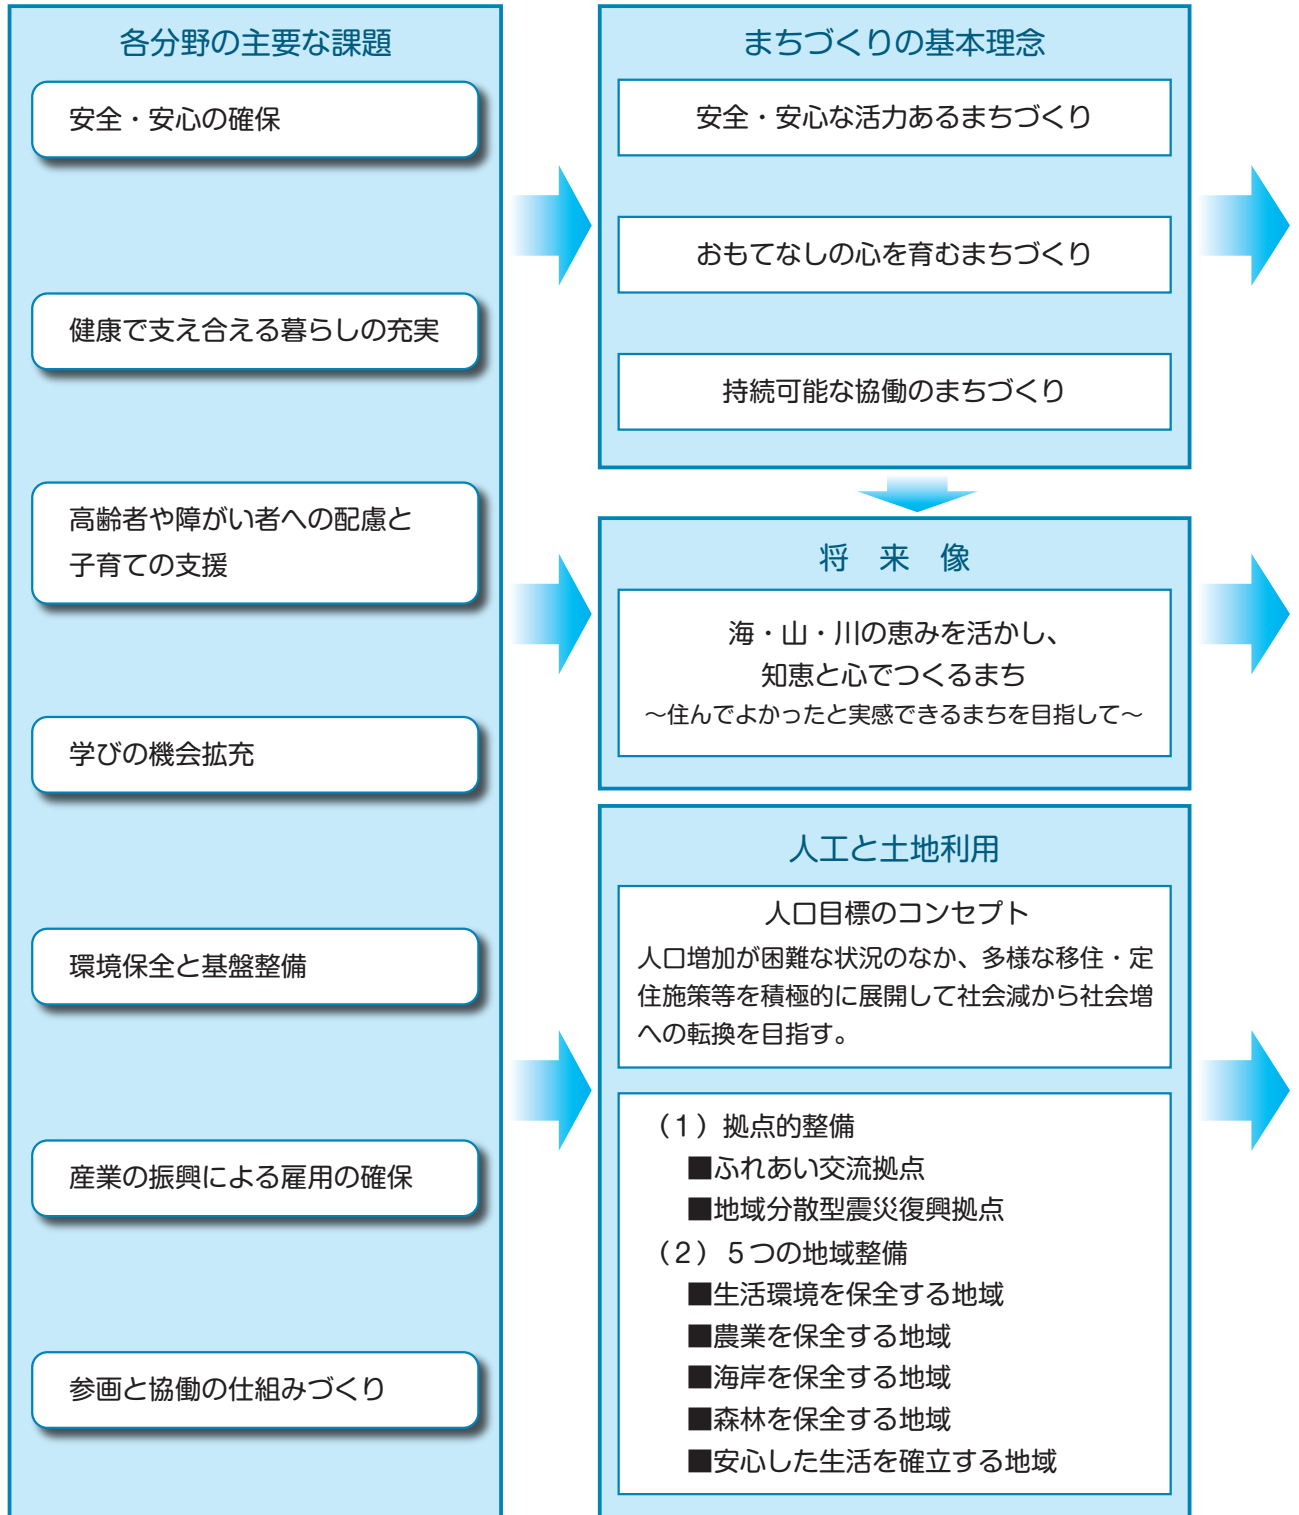 各分野の主要な課題
安全・安心の確保
健康で支え合える暮らしの充実
高齢者や障がい者への配慮と
子育ての支援
学びの機会拡充
環境保全と基盤整備
産業の振興による雇用の確保
参画と協働の仕組みづくり
まちづくりの基本理念
安全・安心な活力あるまちづくり
おもてなしの心を育むまちづくり
持続可能な協働のまちづくり
将　来　像
海・山・川の恵みを活かし、
知恵と心でつくるまち
～住んでよかったと実感できるまちを目指して～
人工と土地利用
人口目標のコンセプト
人口増加が困難な状況のなか、多様な移住・定
住施策等を積極的に展開して社会減から社会増
への転換を目指す。
（1）拠点的整備
■ふれあい交流拠点
■地域分散型震災復興拠点
（2）５つの地域整備
■生活環境を保全する地域
■農業を保全する地域
■海岸を保全する地域
■森林を保全する地域
■安心した生活を確立する地域